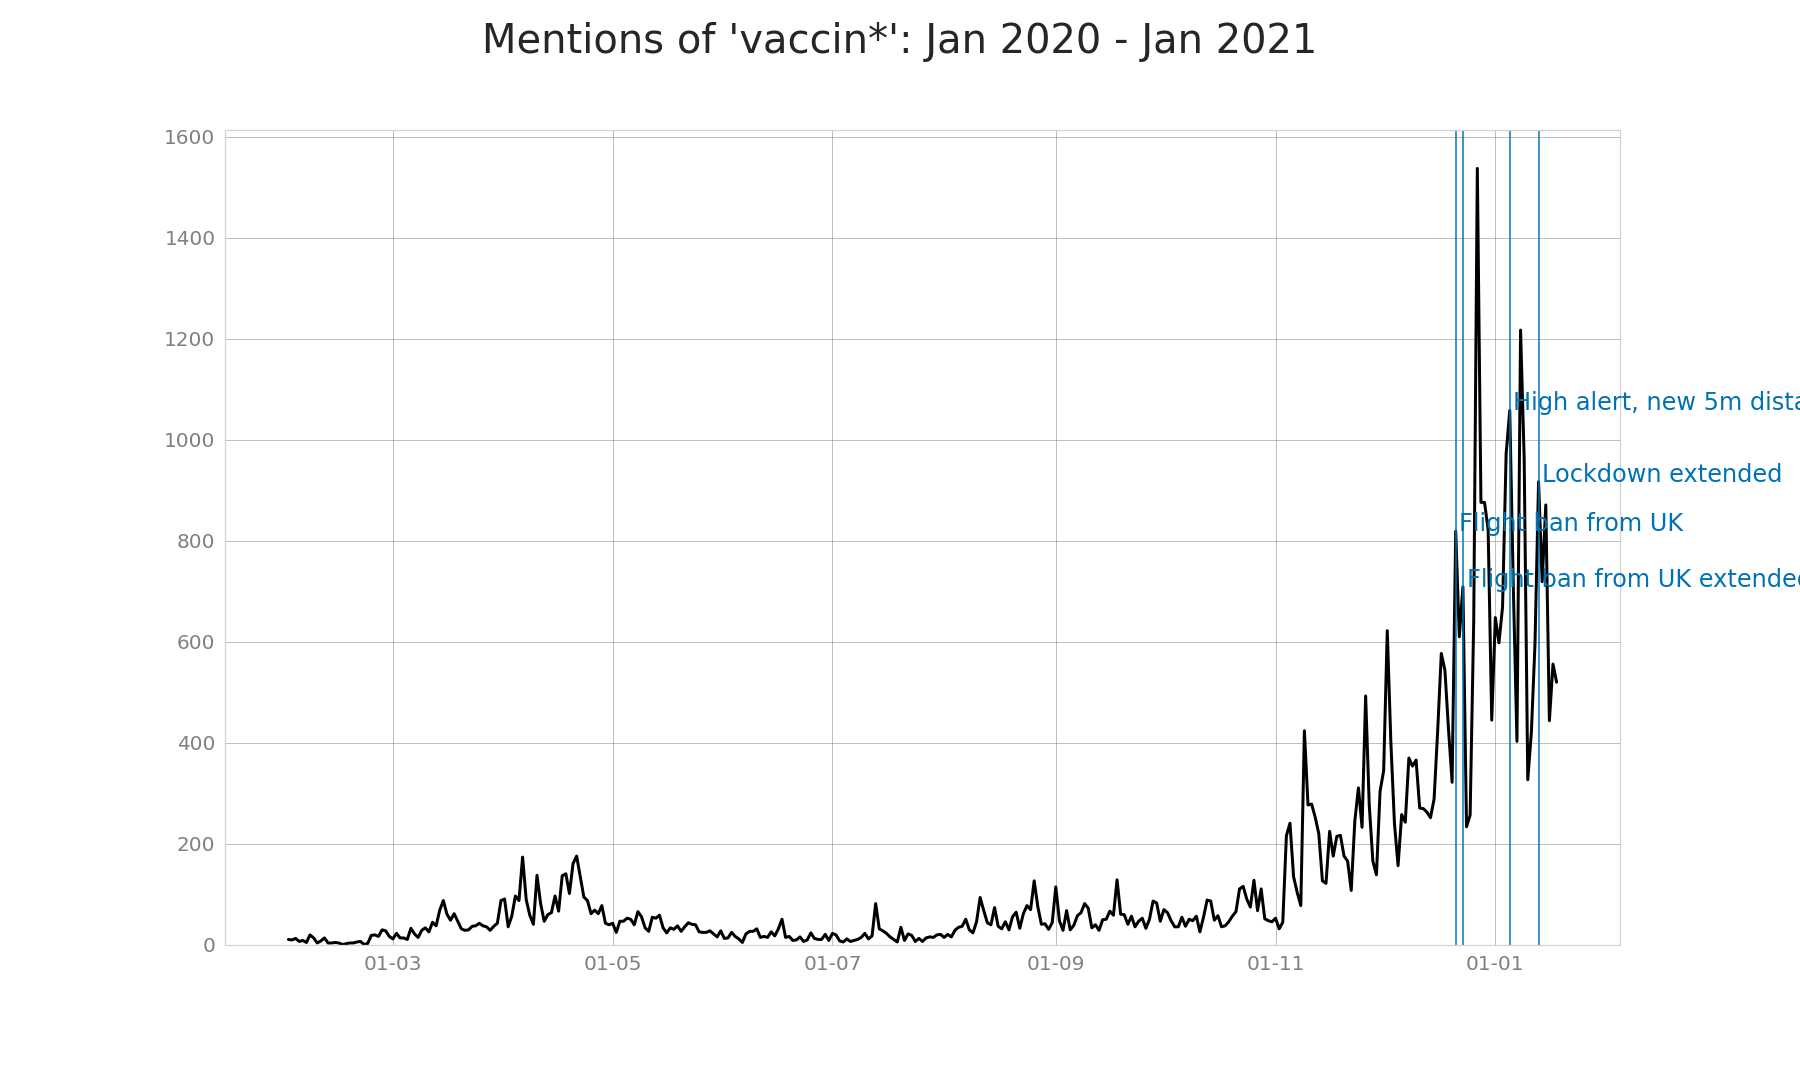 Mentions of 'vaccin*': Jan 2020 - Jan 2021
1600
1400
1200
High alert, new 5m dista
1000
Lockdown extended
Flight ban from UK
800
Flight ban from UK extended
600
400
200
0
01-03 01-05 01-07 01-09 01-11 01-01